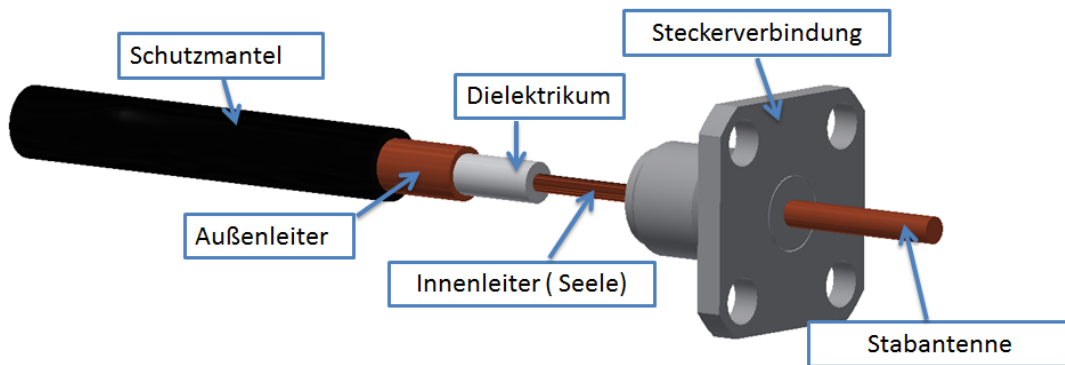 Steckerverbindung
Schutzmantel
Dielektrikum
Außenleiter
Innenleiter ( Seele)
Stabantenne